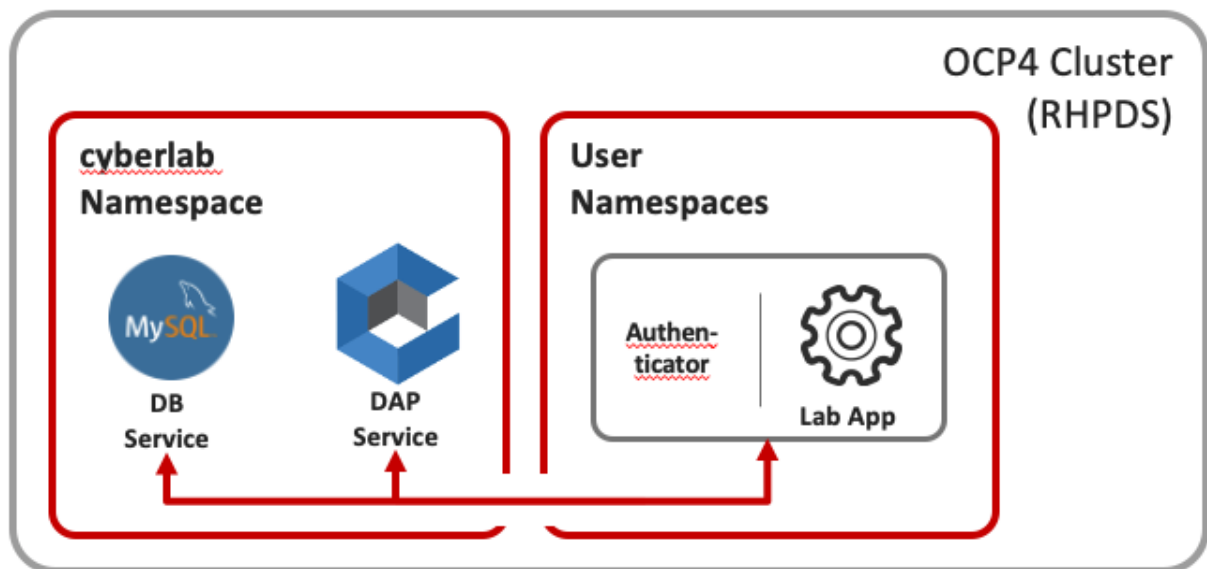 OCP4 Cluster
(RHPDS)
cyberlab
Namespace
MySQL
DB
Service
DAP
Service
User
Namespaces
Authen-
ticator
Lab App